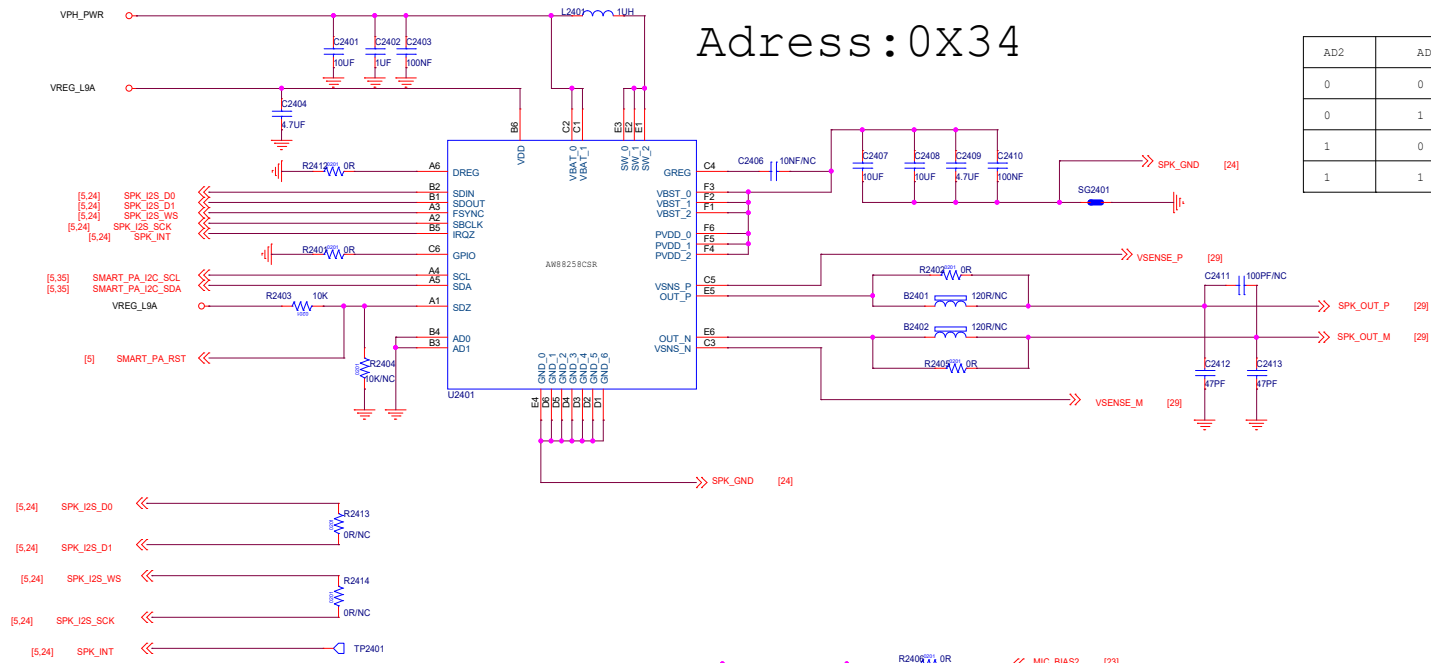 VPH_PWR
L2401 1UH
Adress:0X34
C2401 C2402 C2403
10UF 1UF 100NF
AD2 AD
0 0
0 1
1 0
1 1
VREG_L9A
C2404
4.7UF
B6 C2 C1 E3 E2 E1
VDD VBAT_0 VBAT_1 SW_0 SW_1 SW_2
R2412 0201 0R A6 DREG
[5,24] SPK_I2S_D0 B2 SDIN
[5,24] SPK_I2S_D1 B1 SDOUT
[5,24] SPK_I2S_WS A3 FSYNC
[5,24] SPK_I2S_SCK A2 SBCLK
[5,24] SPK_INT B5 IRQZ
R2401 0201 0R C6 GPIO
[5,35] SMART_PA_I2C_SCL A4 SCL
[5,35] SMART_PA_I2C_SDA A5 SDA
VREG_L9A R2403 10K 0201 A1 SDZ
B4 AD0
B3 AD1
[5] SMART_PA_RST
R2404
0201
10K/NC
AW88258CSR
U2401
GREG C4 C2406 10NF/NC
VBST_0 F3
VBST_1 F2
VBST_2 F1
PVDD_0 F6
PVDD_1 F5
PVDD_2 F4
VSNS_P C5
OUT_P E5
OUT_N E6
VSNS_N C3
GND_0 GND_1 GND_2 GND_3 GND_4 GND_5 GND_6
E4 D6 D5 D4 D3 D2 D1
C2407 C2408 C2409 C2410
10UF 10UF 4.7UF 100NF
SPK_GND [24]
SG2401
VSENSE_P [29]
R2402 0201 0R
B2401 120R/NC
C2411 100PF/NC
SPK_OUT_P [29]
B2402 120R/NC
SPK_OUT_M [29]
R2405 0201 0R
C2412 C2413
47PF 47PF
VSENSE_M [29]
SPK_GND [24]
[5,24] SPK_I2S_D0
R2413
0201
0R/NC
[5,24] SPK_I2S_D1
[5,24] SPK_I2S_WS
R2414
0201
0R/NC
[5,24] SPK_I2S_SCK
[5,24] SPK_INT TP2401
R2406 0201 0R MIC_BIAS2 [23]